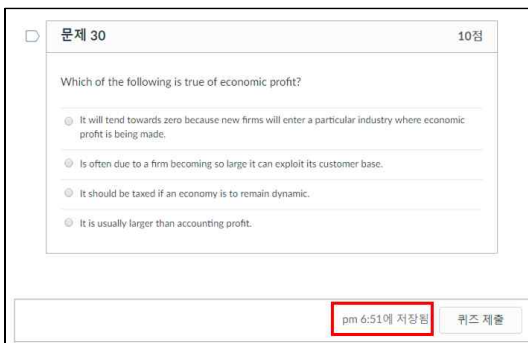 문제 30
10점
Which of the following is true of economic profit?
It will tend towards zero because new firms will enter a particular industry where economic
profit is being made.
Is often due to a firm becoming so large it can exploit its customer base.
It should be taxed if an economy is to remain dynamic.
It is usually larger than accounting profit.
pm 6:51에 저장됨
퀴즈 제출